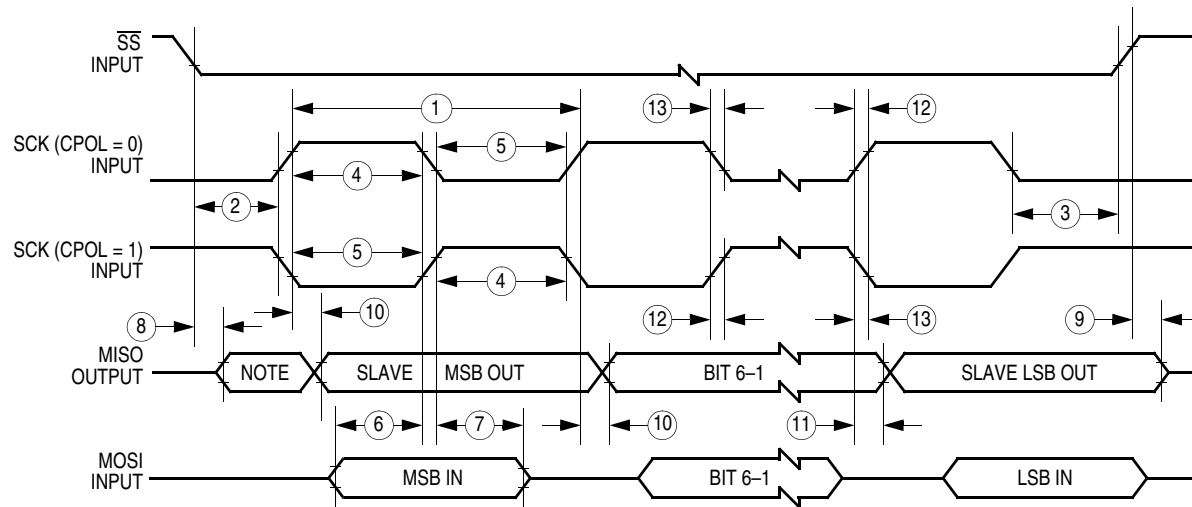 SS
INPUT
1
13
12
SCK (CPOL = 0)
INPUT
5
4
2
3
SCK (CPOL = 1)
INPUT
5
4
8
10
12
13
9
MISO
OUTPUT
NOTE
SLAVE
MSB OUT
BIT 6–1
SLAVE LSB OUT
6
7
10
11
MOSI
INPUT
MSB IN
BIT 6–1
LSB IN